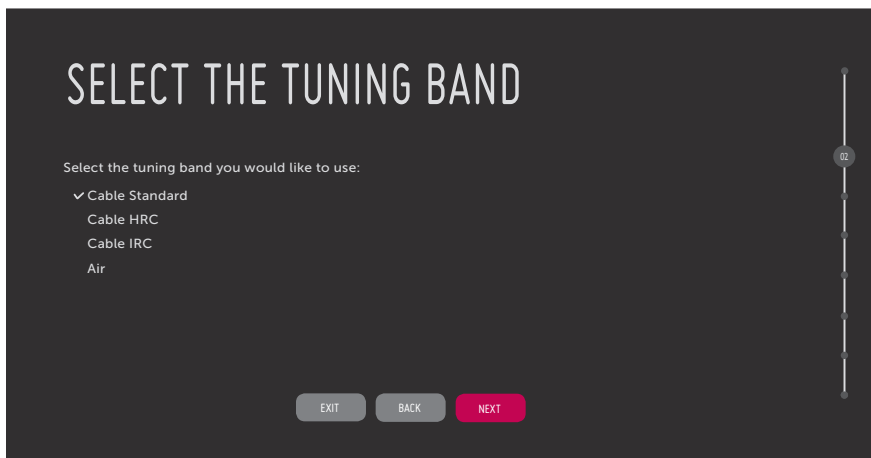 SELECT THE TUNING BAND
Select the tuning band you would like to use:
Cable Standard
Cable HRC
Cable IRC
Air
02
EXIT
BACK
NEXT